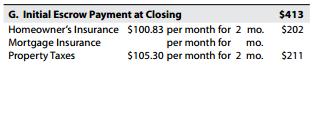 G. Initial Escrow Payment at Closing $413
Homeowner's Insurance $100.83 per month for 2 mo. $202
Mortgage Insurance per month for mo.
Property Taxes $105.30 per month for 2 mo. $211